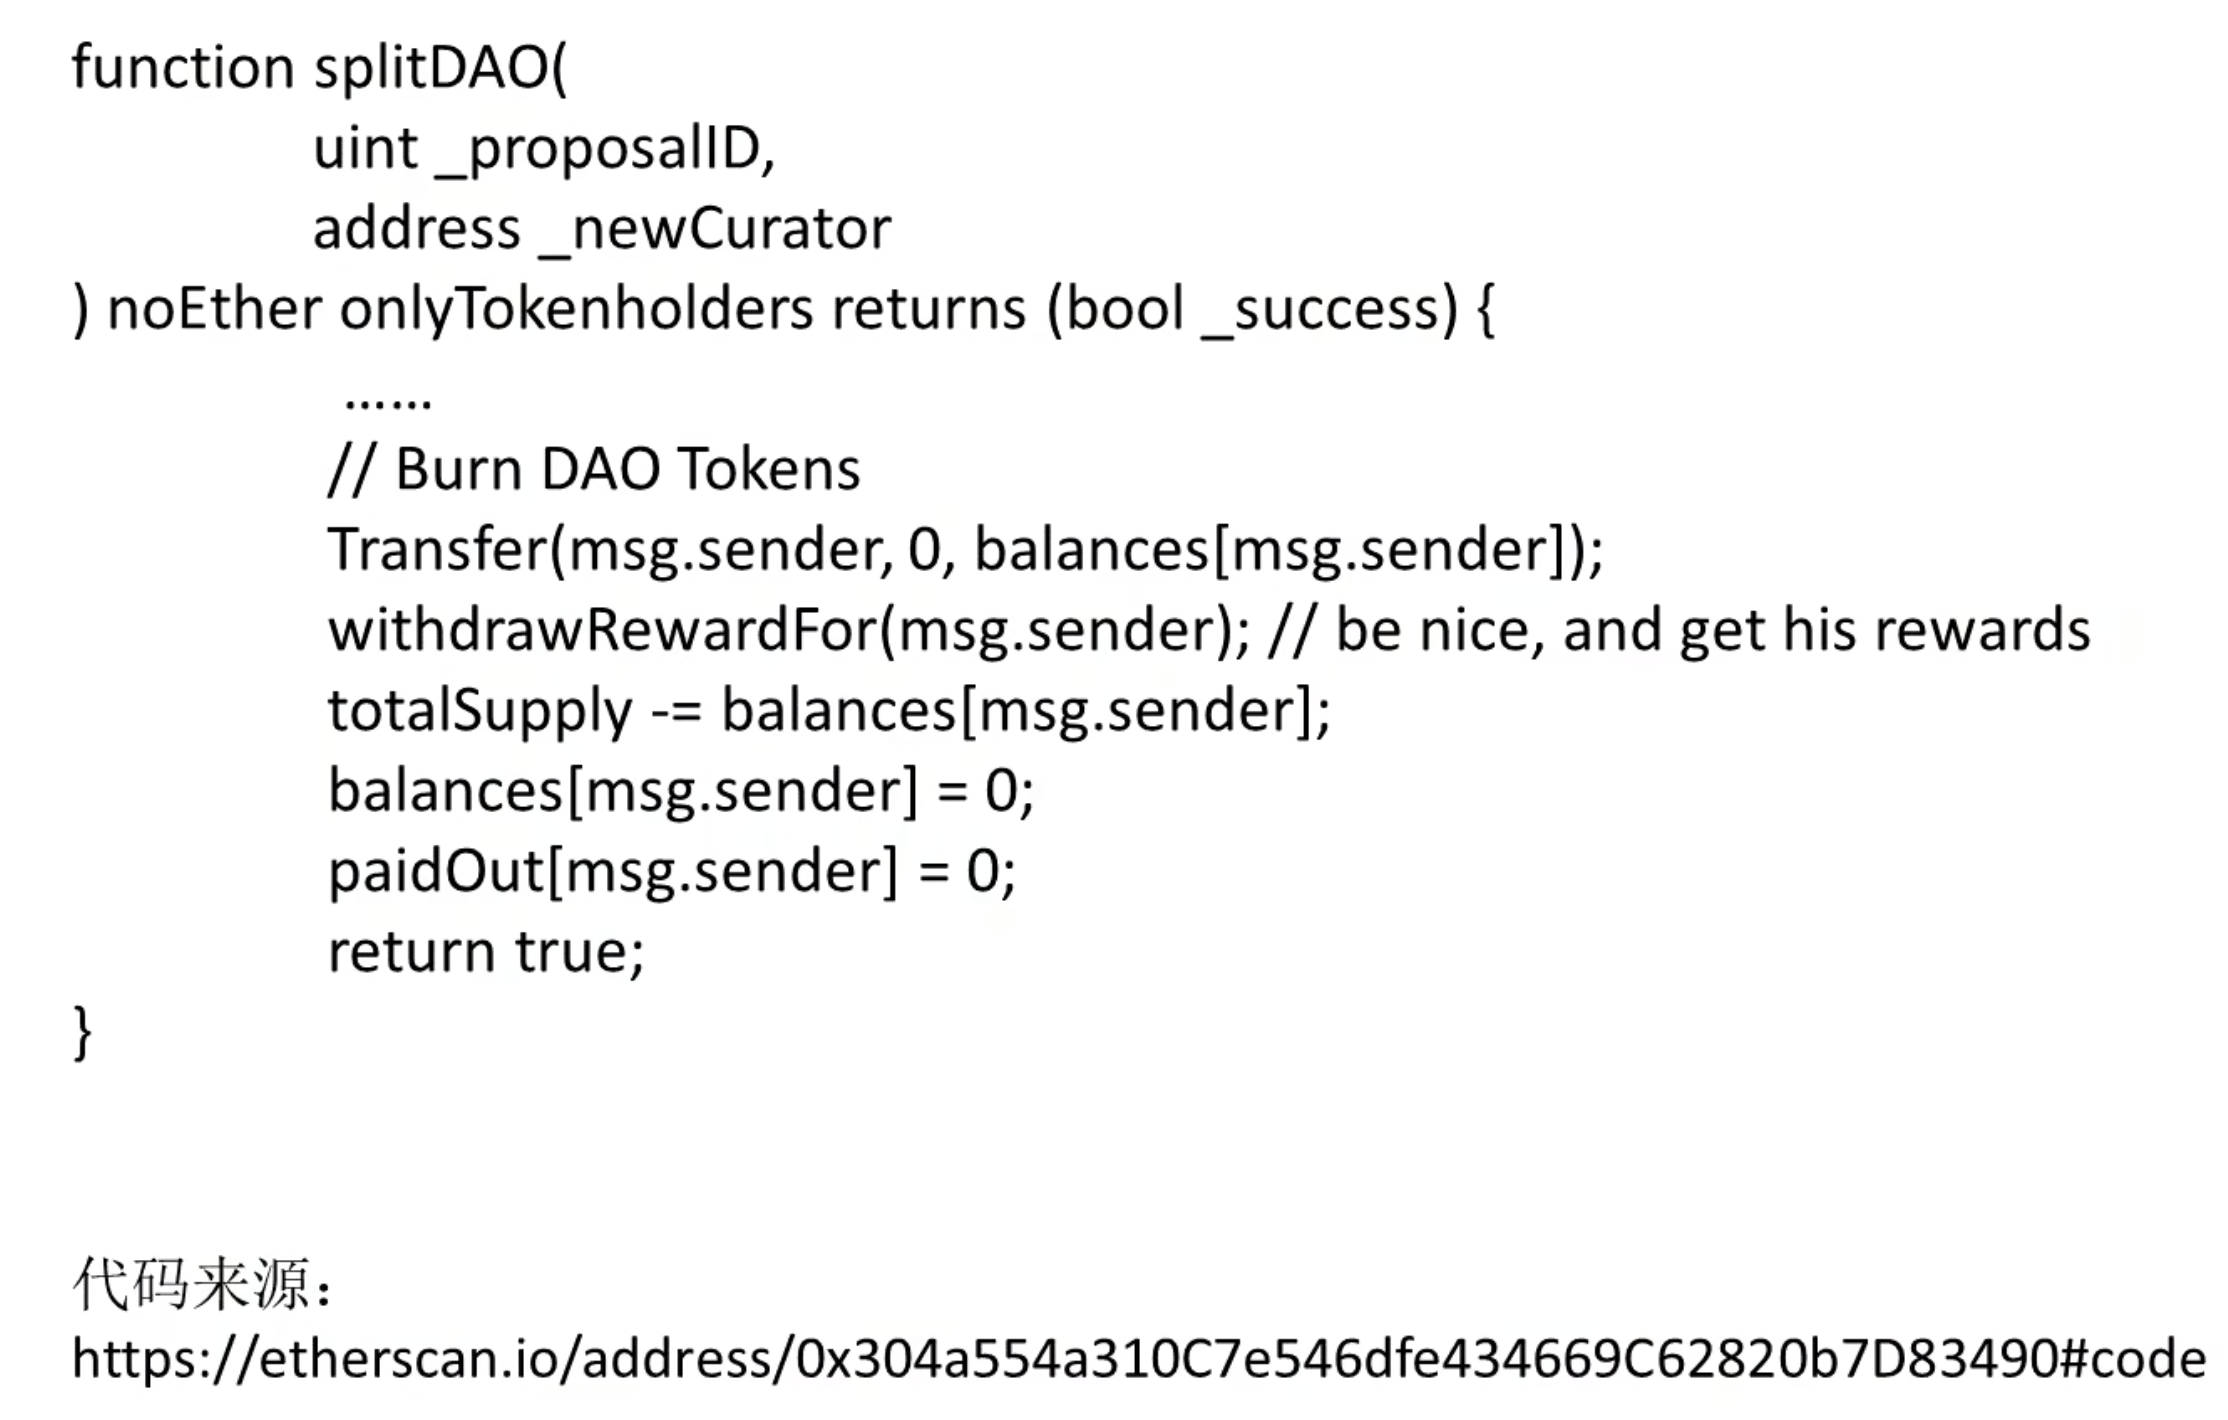 function splitDAO(
uint _proposalID,
address _newCurator
) noEther onlyTokenholders returns (bool _success) {
……
// Burn DAO Tokens
Transfer(msg.sender, 0, balances[msg.sender]);
withdrawRewardFor(msg.sender); // be nice, and get his rewards
totalSupply -= balances[msg.sender];
balances[msg.sender] = 0;
paidOut[msg.sender] = 0;
return true;
}
代码来源：
https://etherscan.io/address/0x304a554a310C7e546dfe434669C62820b7D83490#code